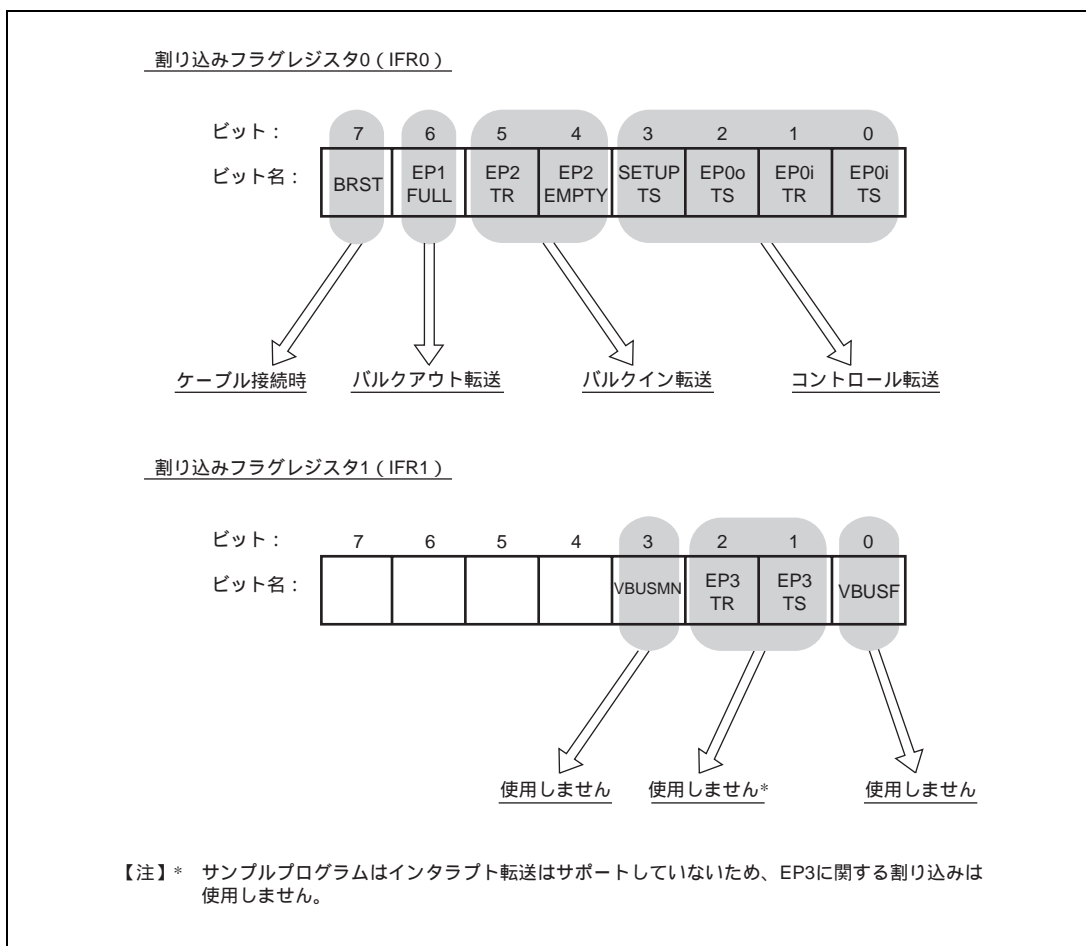 割り込みフラグレジスタ0（IFR0）
ビット： 7 6 5 4 3 2 1 0
ビット名： BRST EP1 FULL EP2 TR EP2 EMPTY SETUP TS EP0o TS EP0i TR EP0i TS
ケーブル接続時 バルクアウト転送 バルクイン転送 コントロール転送
割り込みフラグレジスタ1（IFR1）
ビット： 7 6 5 4 3 2 1 0
ビット名： VBUSMN EP3 TR EP3 TS VBUSF
使用しません 使用しません* 使用しません
【注】* サンプルプログラムはインタラプト転送はサポートしていないため、EP3に関する割り込みは
使用しません。